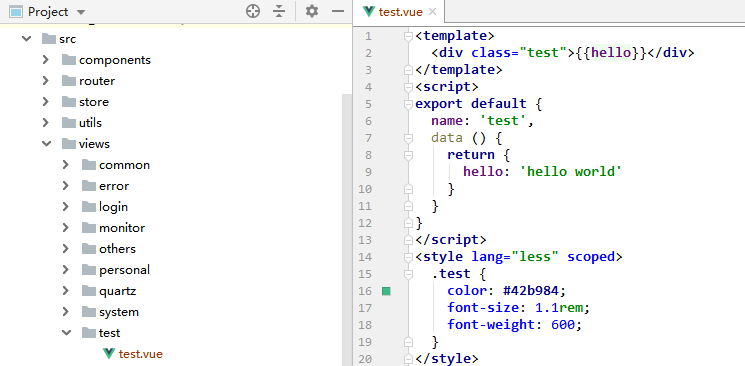 Project
src
components
router
store
utils
views
common
error
login
monitor
others
personal
quartz
system
test
test.vue
test.vue
1 <template>
2 <div class="test">{{hello}}</div>
3 </template>
4 <script>
5 export default {
6 name: 'test',
7 data () {
8 return {
9 hello: 'hello world'
10 }
11 }
12 }
13 </script>
14 <style lang="less" scoped>
15 .test {
16 color: #42b984;
17 font-size: 1.1rem;
18 font-weight: 600;
19 }
20 </style>